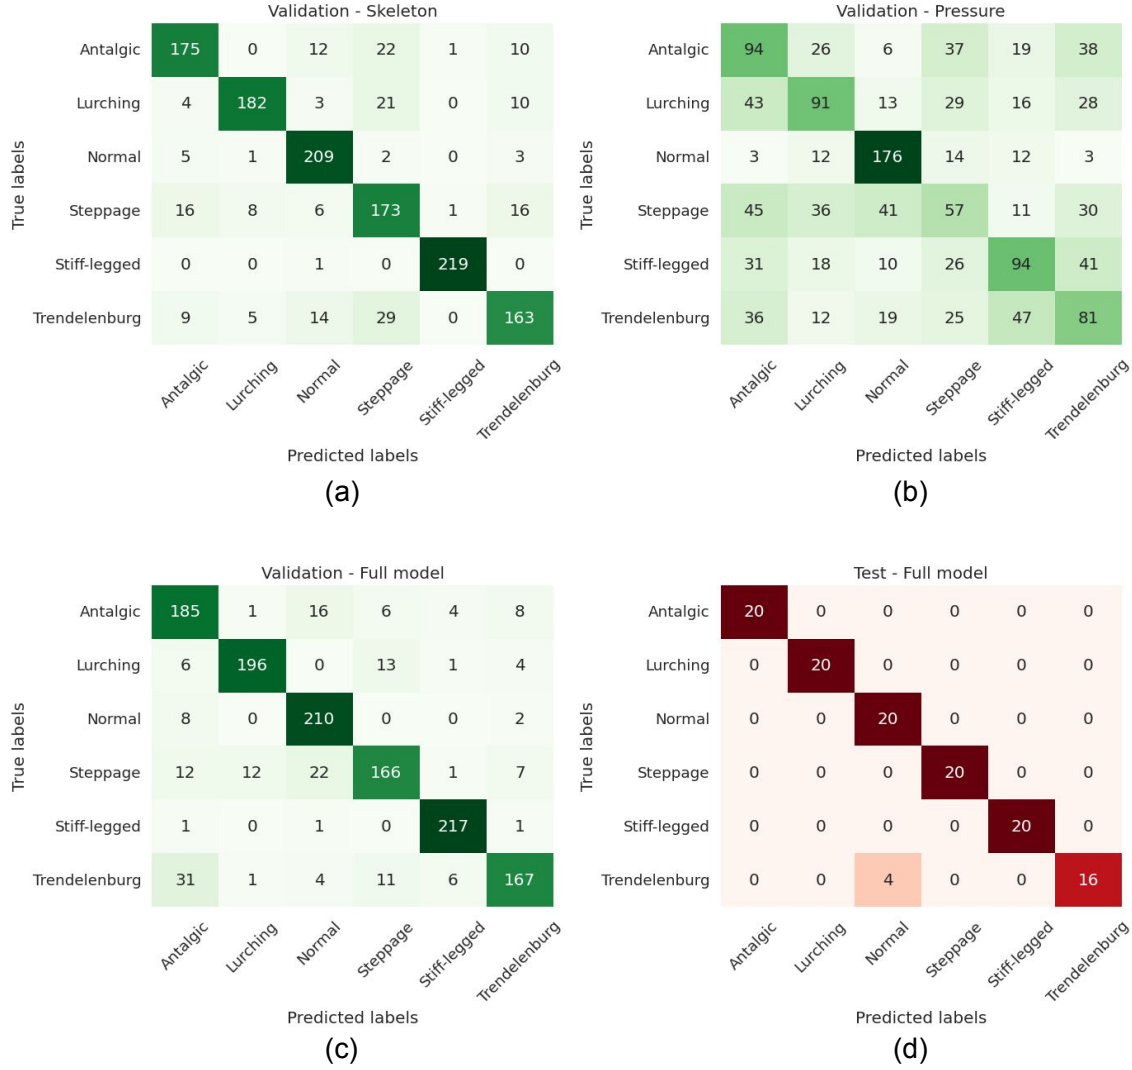 Validation - Skeleton
True labels
Antalgic 175 0 12 22 1 10
Lurching 4 182 3 21 0 10
Normal 5 1 209 2 0 3
Steppage 16 8 6 173 1 16
Stiff-legged 0 0 1 0 219 0
Trendelenburg 9 5 14 29 0 163
Antalgic Lurching Normal Steppage Stiff-legged Trendelenburg
Predicted labels
(a)
Validation - Pressure
True labels
Antalgic 94 26 6 37 19 38
Lurching 43 91 13 29 16 28
Normal 3 12 176 14 12 3
Steppage 45 36 41 57 11 30
Stiff-legged 31 18 10 26 94 41
Trendelenburg 36 12 19 25 47 81
Antalgic Lurching Normal Steppage Stiff-legged Trendelenburg
Predicted labels
(b)
Validation - Full model
True labels
Antalgic 185 1 16 6 4 8
Lurching 6 196 0 13 1 4
Normal 8 0 210 0 0 2
Steppage 12 12 22 166 1 7
Stiff-legged 1 0 1 0 217 1
Trendelenburg 31 1 4 11 6 167
Antalgic Lurching Normal Steppage Stiff-legged Trendelenburg
Predicted labels
(c)
Test - Full model
True labels
Antalgic 20 0 0 0 0 0
Lurching 0 20 0 0 0 0
Normal 0 0 20 0 0 0
Steppage 0 0 0 20 0 0
Stiff-legged 0 0 0 0 20 0
Trendelenburg 0 0 4 0 0 16
Antalgic Lurching Normal Steppage Stiff-legged Trendelenburg
Predicted labels
(d)